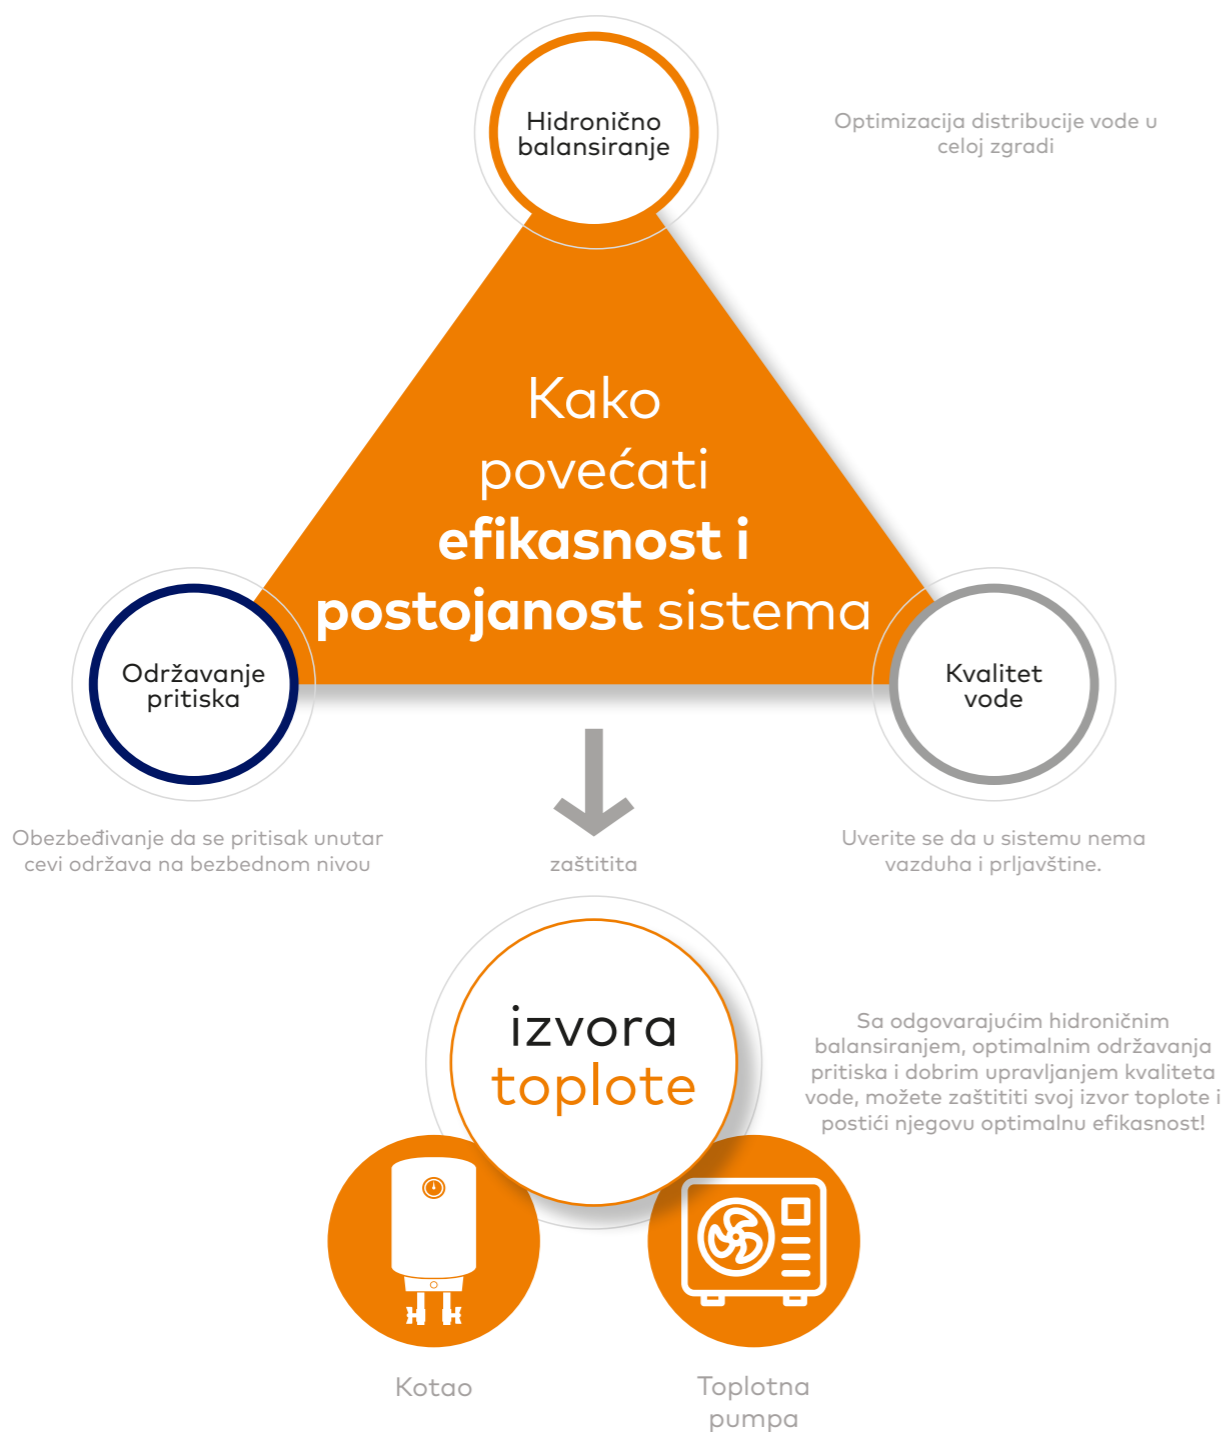 Hidronično
balansiranje
Optimizacija distribucije vode u
celoj zgradi
Kako
povećati
efikasnost i
postojanost sistema
Održavanje
pritiska
Kvalitet
vode
Obezbeđivanje da se pritisak unutar
cevi održava na bezbednom nivou
zaštitita
Uverite se da u sistemu nema
vazduha i prljavštine.
izvora
toplote
Sa odgovarajućim hidroničnim
balansiranjem, optimalnim održavanja
pritiska i dobrim upravljanjem kvaliteta
vode, možete zaštititi svoj izvor toplote i
postići njegovu optimalnu efikasnost!
Kotao
Toplotna
pumpa